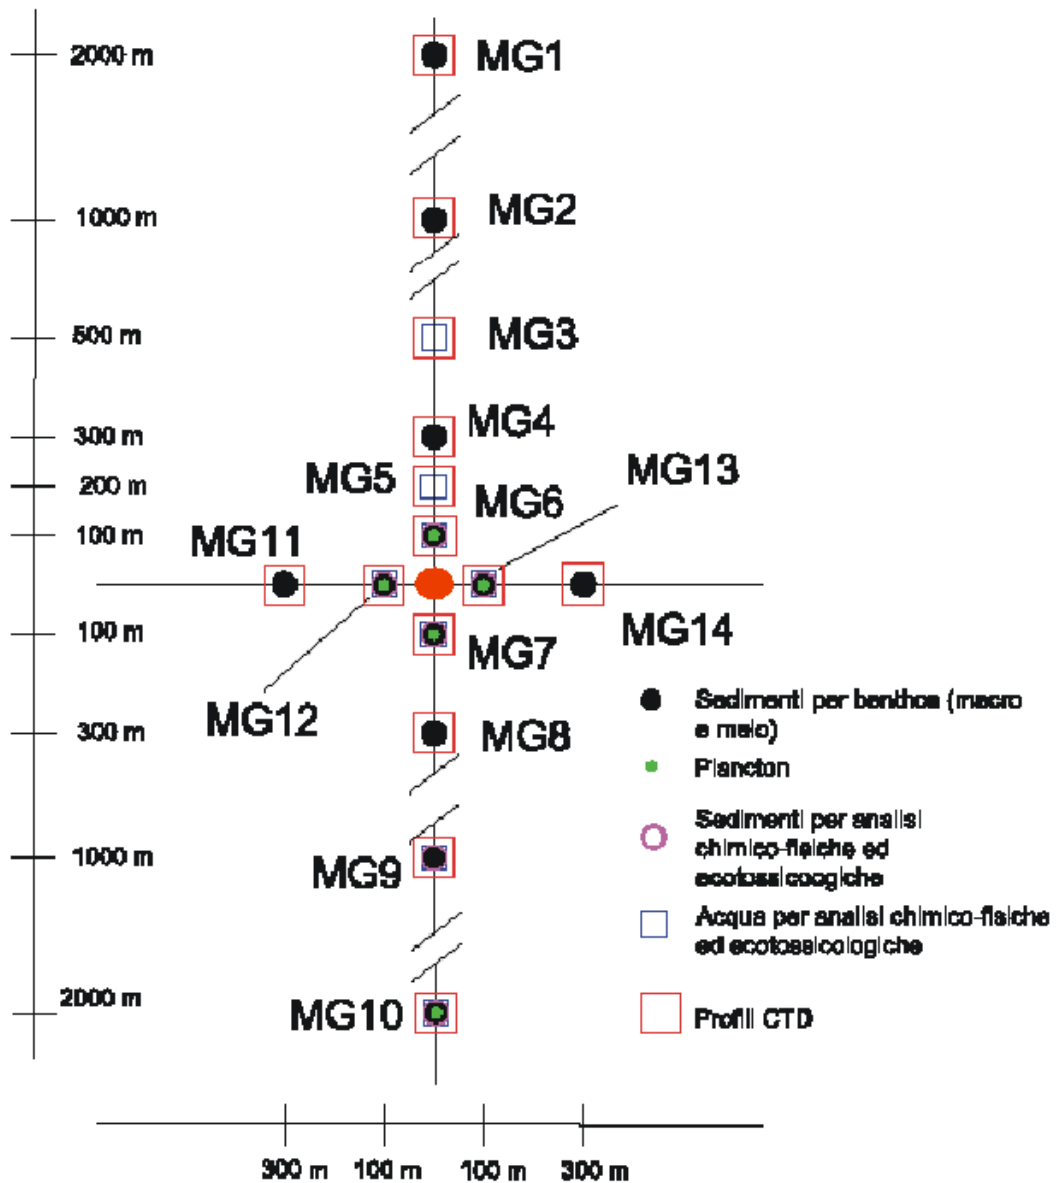 2000 m
MG1
1000 m
MG2
500 m
MG3
300 m
MG4
MG13
200 m
MG5
MG6
100 m
MG11
100 m
MG7
MG14
MG12
300 m
MG8
Sedimenti per benthos (macro
e meio)
Plancton
Sedimenti per analisi
chimico-fisiche ed
ecotossicoogiche
1000 m
MG9
Acqua per analisi chimico-fisiche
ed ecotossicologiche
2000 m
MG10
Profili CTD
300 m
100 m
100 m
300 m